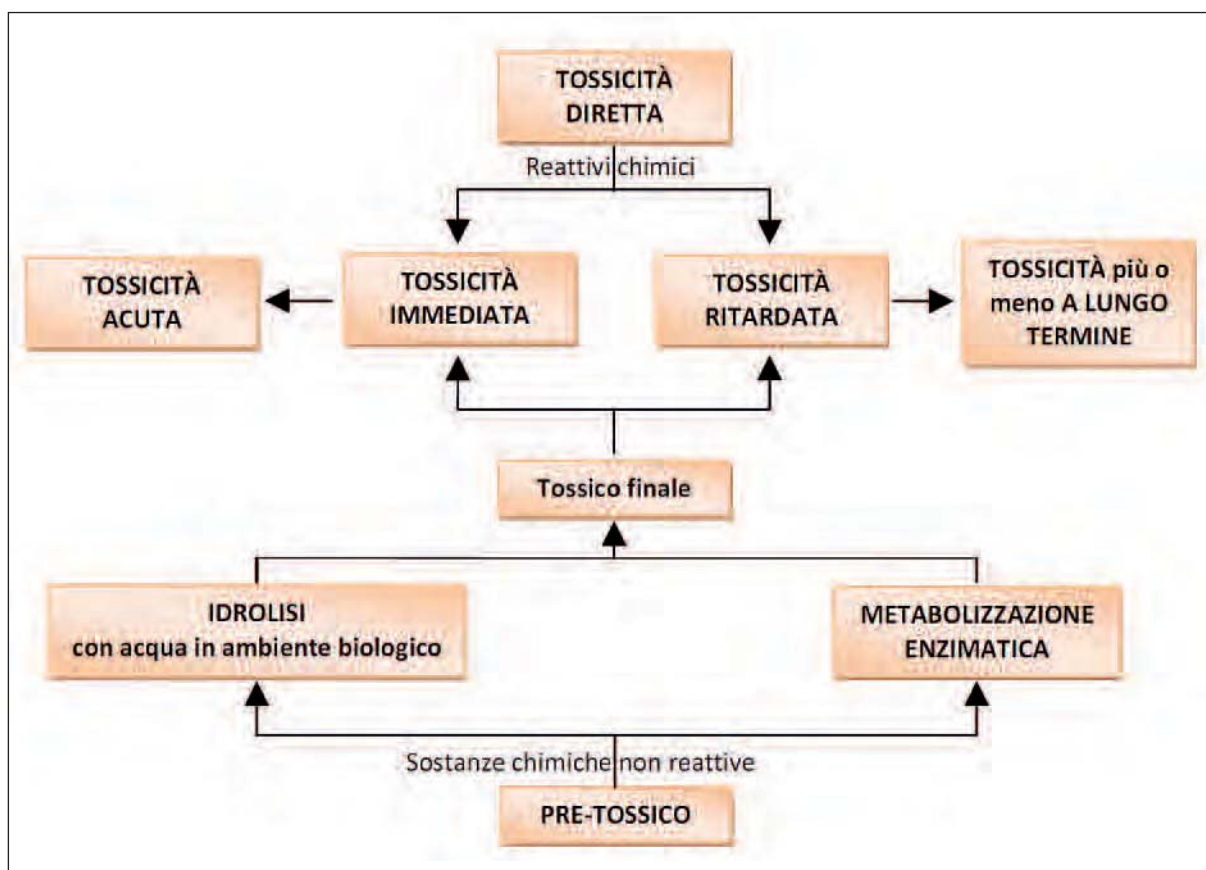 TOSSICITÀ
DIRETTA
Reattivi chimici
TOSSICITÀ
ACUTA
TOSSICITÀ
IMMEDIATA
TOSSICITÀ
RITARDATA
TOSSICITÀ più o
meno A LUNGO
TERMINE
Tossico finale
IDROLISI
con acqua in ambiente biologico
METABOLIZZAZIONE
ENZIMATICA
Sostanze chimiche non reattive
PRE-TOSSICO